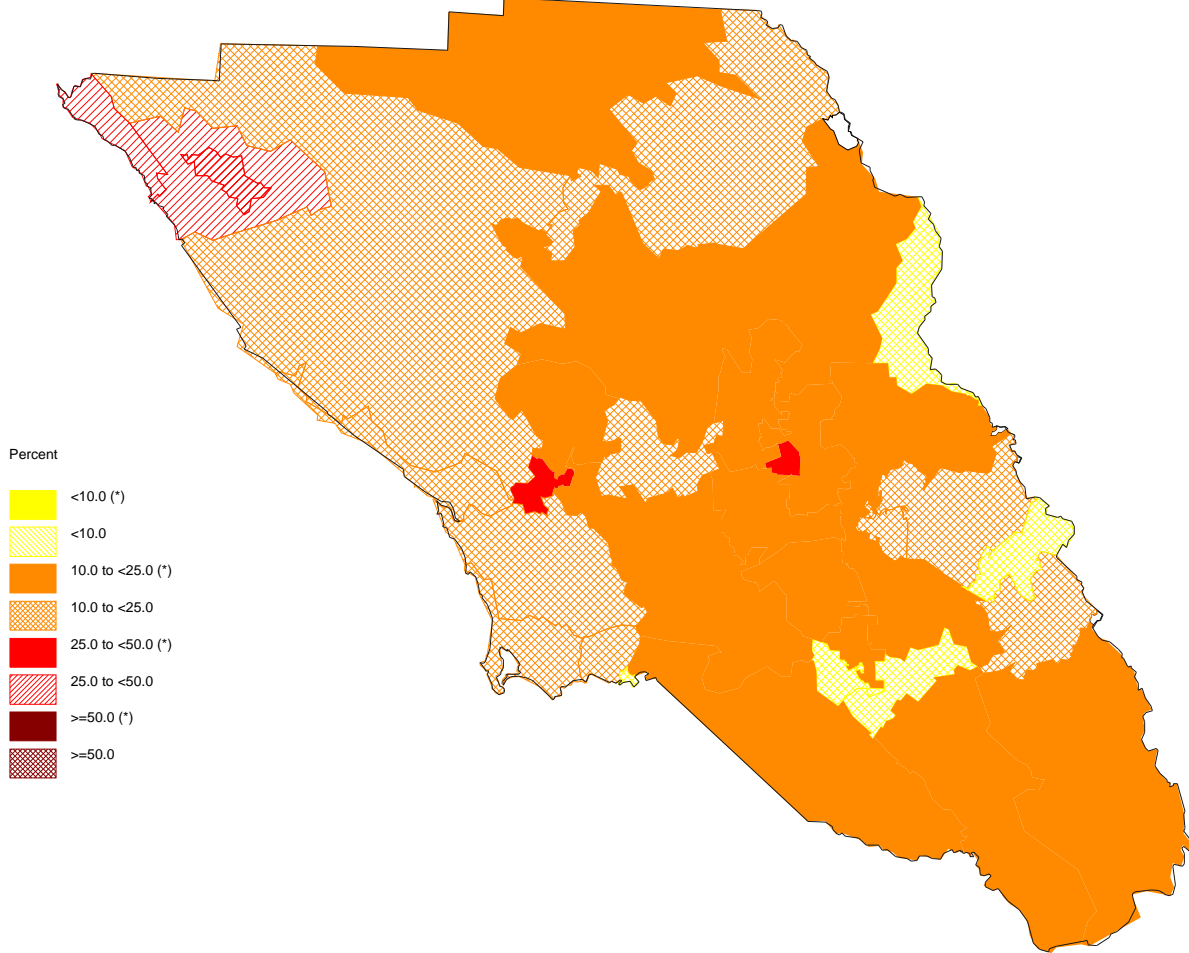 Percent
<10.0 (*)
<10.0
10.0 to <25.0 (*)
10.0 to <25.0
25.0 to <50.0 (*)
25.0 to <50.0
>=50.0 (*)
>=50.0